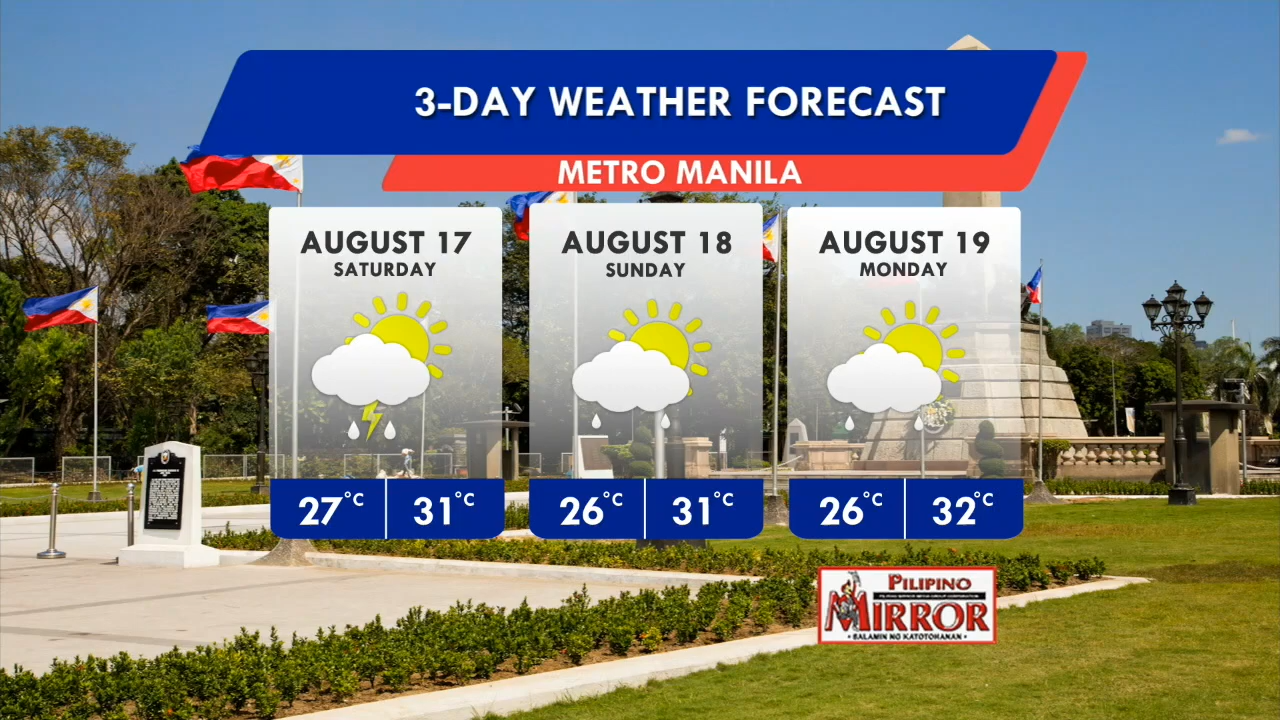 3-DAY WEATHER FORECAST
METRO MANILA
AUGUST 17
SATURDAY
27°C 31°C
AUGUST 18
SUNDAY
26°C 31°C
AUGUST 19
MONDAY
26°C 32°C
PILIPINO
MIRROR
• SALAMIN NG KATOTOHANAN •